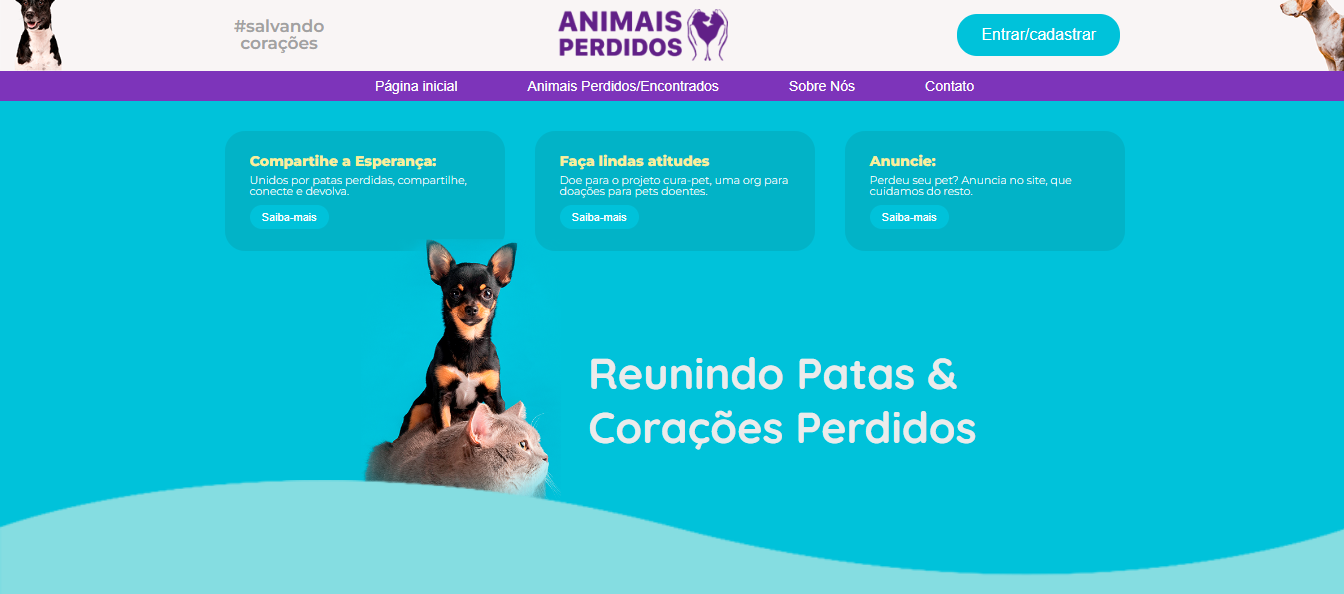 #salvando
corações
ANIMAIS
PERDIDOS
Entrar/cadastrar
Página inicial
Animais Perdidos/Encontrados
Sobre Nós
Contato
Compartihe a Esperança:
Unidos por patas perdidas, compartilhe,
conecte e devolva.
Saiba-mais
Faça lindas atitudes
Doe para o projeto cura-pet, uma org para
doações para pets doentes.
Saiba-mais
Anuncie:
Perdeu seu pet? Anuncia no site, que
cuidamos do resto.
Saiba-mais
Reunindo Patas &
Corações Perdidos